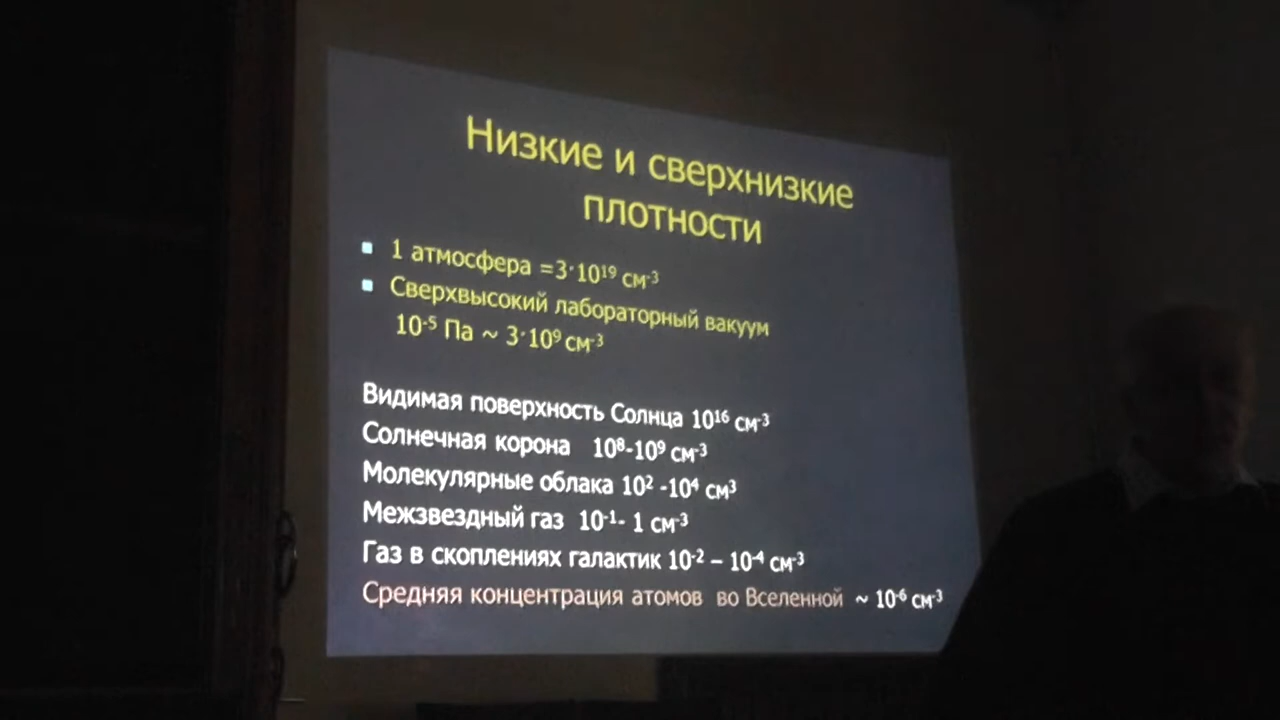 Низкие и сверхнизкие
плотности
▪ 1 атмосфера =3·10¹⁹ см⁻³
▪ Сверхвысокий лабораторный вакуум
10⁻⁵ Па ~ 3·10⁹ см⁻³
Видимая поверхность Солнца 10¹⁶ см⁻³
Солнечная корона 10⁸-10⁹ см⁻³
Молекулярные облака 10² -10⁴ см³
Межзвездный газ 10⁻¹- 1 см⁻³
Газ в скоплениях галактик 10⁻² – 10⁻⁴ см⁻³
Средняя концентрация атомов во Вселенной ~ 10⁻⁶ см⁻³